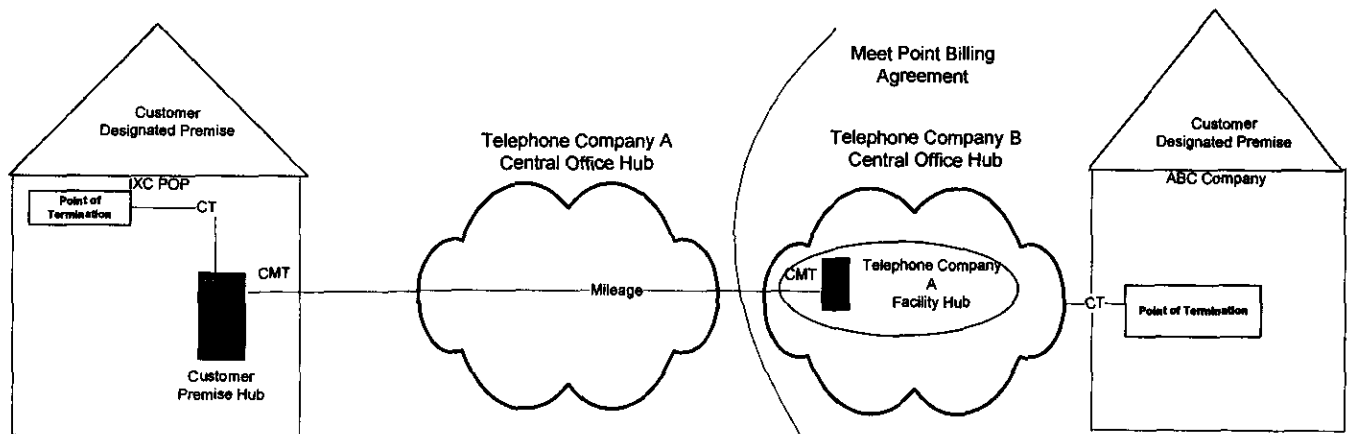 Meet Point Billing
Agreement
Customer
Designated Premise
Telephone Company A
Central Office Hub
Telephone Company B
Central Office Hub
Customer
Designated Premise
XC POP
ABC Company
Point of
Termination
CT
CMT
Mileage
CMT
Telephone Company
A
Facility Hub
CT
Point of Termination
Customer
Premise Hub